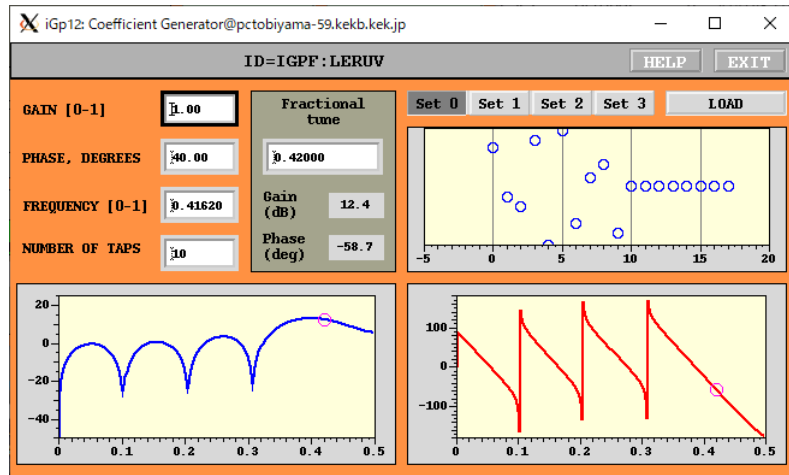 iGp12: Coefficient Generator@pctobiyama-59.kekb.kek.jp
ID=IGPF:LERUV
HELP EXIT
GAIN [0-1] 1.00
PHASE, DEGREES 40.00
FREQUENCY [0-1] 0.41620
NUMBER OF TAPS 10
Fractional
tune
0.42000
Gain
(dB) 12.4
Phase
(deg) -58.7
Set 0 Set 1 Set 2 Set 3 LOAD
-5 0 5 10 15 20
20
0
-20
-40
0 0.1 0.2 0.3 0.4 0.5
100
0
-100
0 0.1 0.2 0.3 0.4 0.5